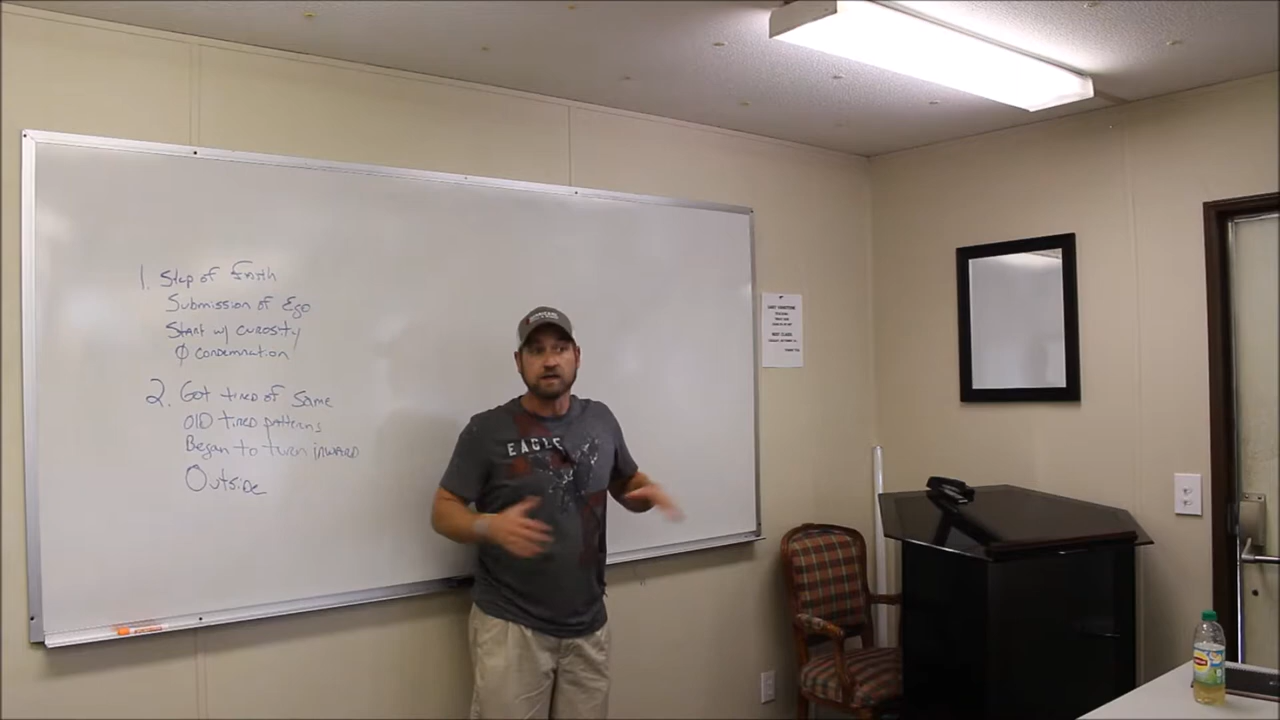 1. Step of Faith
Submission of Ego
Start w/ curosity
Ø condemnation
2. Got tired of Same
OLD tired patterns
Began to turn inward
Outside
EAGLE